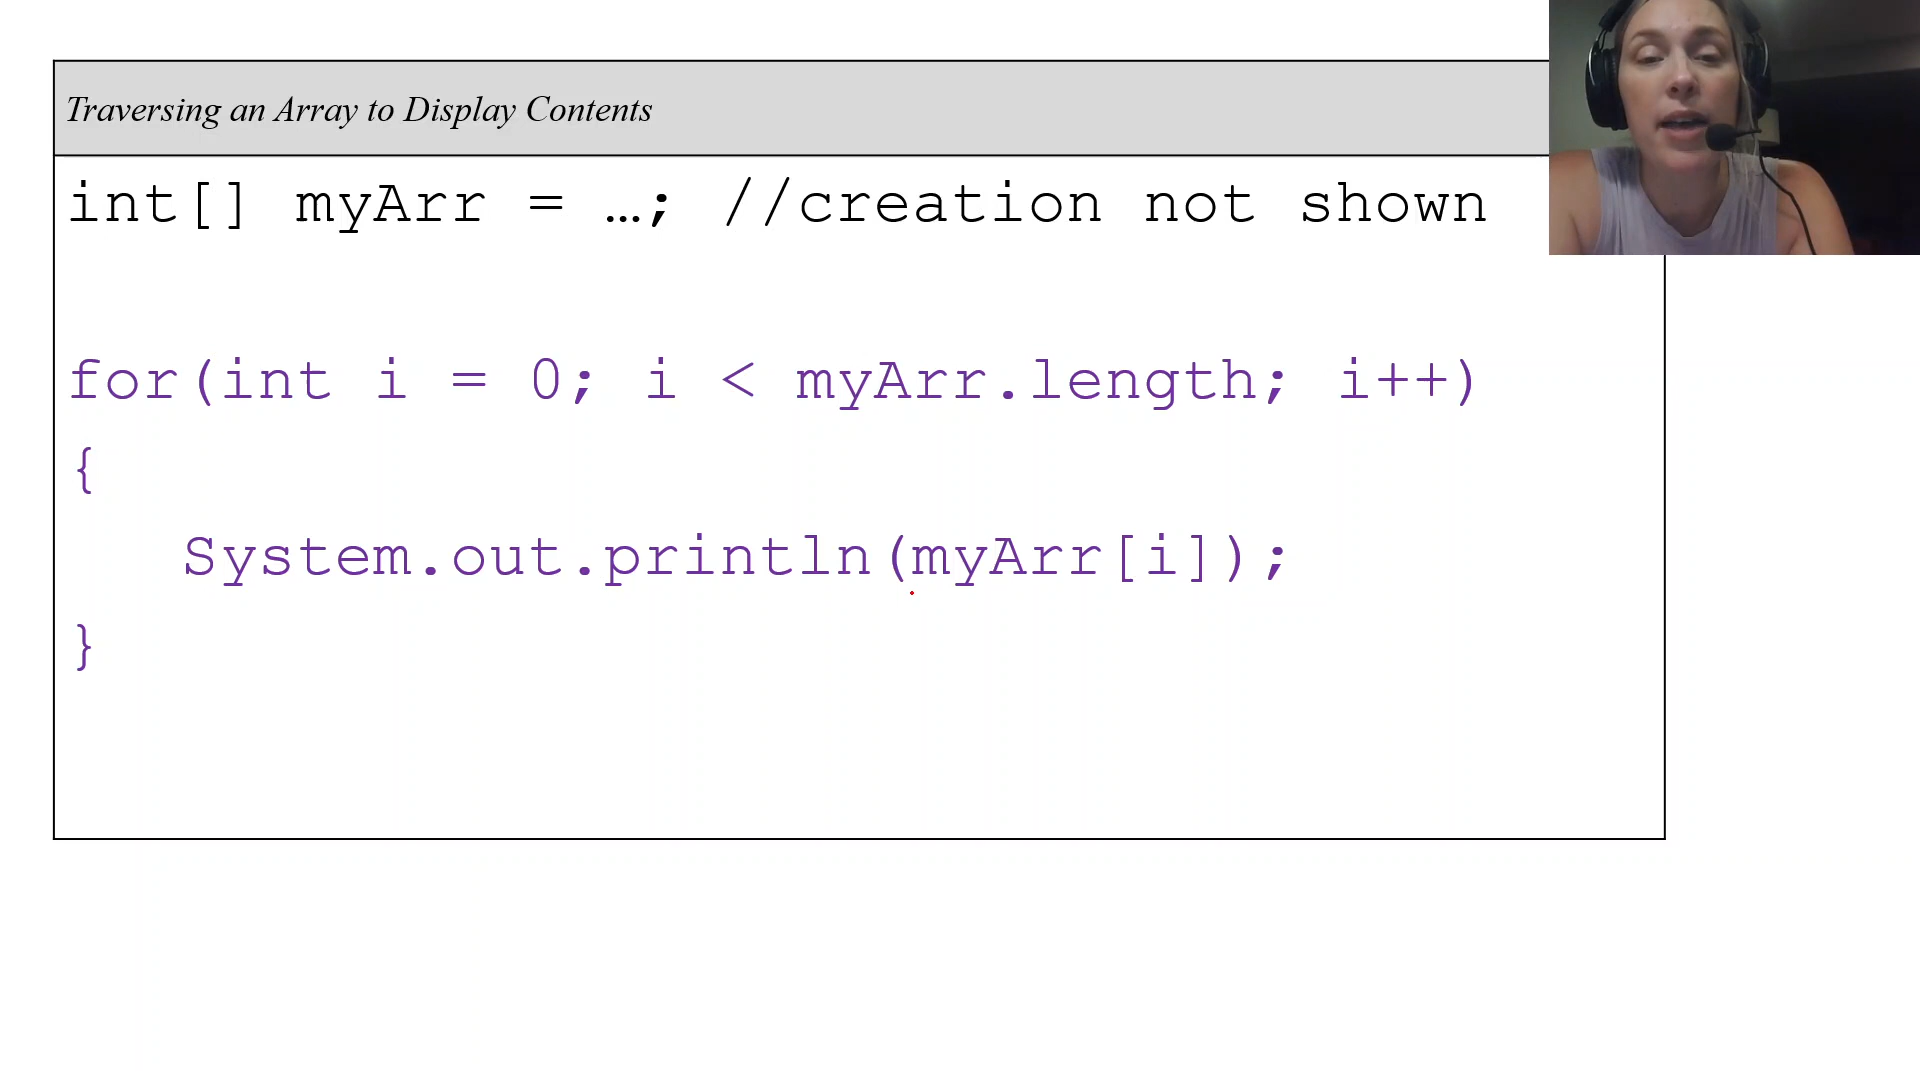 Traversing an Array to Display Contents
int[] myArr = …; //creation not shown
for(int i = 0; i < myArr.length; i++)
{
System.out.println(myArr[i]);
}